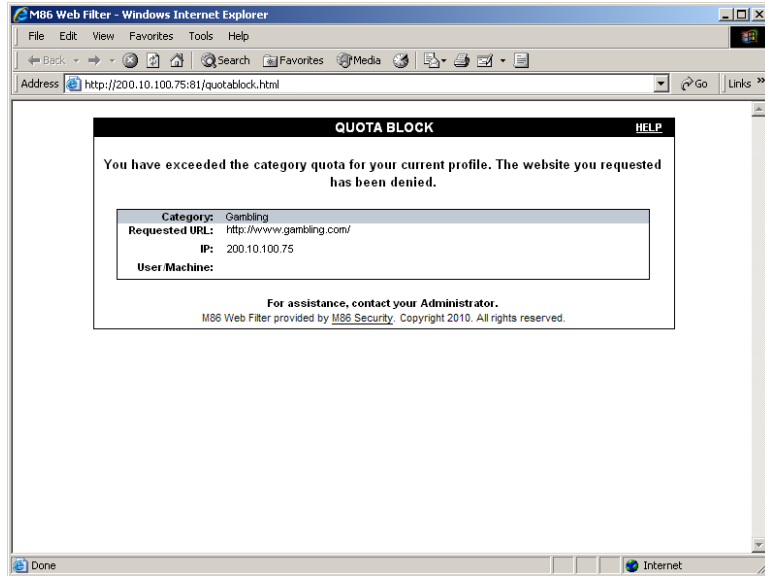 M86 Web Filter - Windows Internet Explorer
File Edit View Favorites Tools Help
Back Search Favorites Media
Address http://200.10.100.75:81/quotablock.html Go Links »
QUOTA BLOCK HELP
You have exceeded the category quota for your current profile. The website you requested
has been denied.
Category: Gambling
Requested URL: http://www.gambling.com/
IP: 200.10.100.75
User/Machine:
For assistance, contact your Administrator.
M86 Web Filter provided by M86 Security. Copyright 2010. All rights reserved.
Done Internet